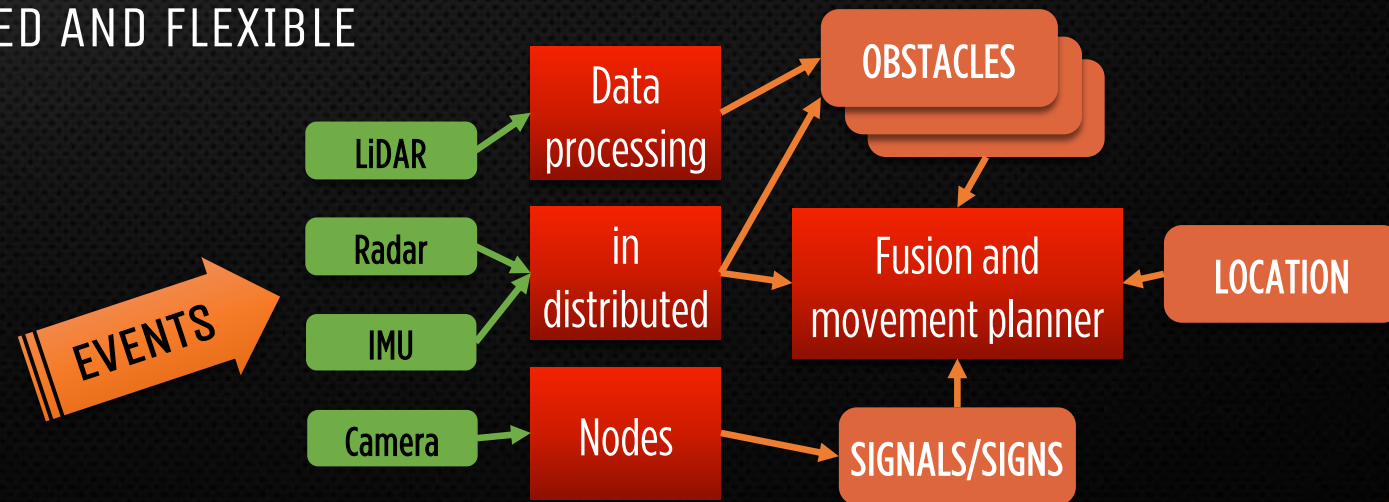 ED AND FLEXIBLE
Data
processing
OBSTACLES
LiDAR
Radar
in
distributed
Fusion and
movement planner
LOCATION
EVENTS
IMU
Camera
Nodes
SIGNALS/SIGNS